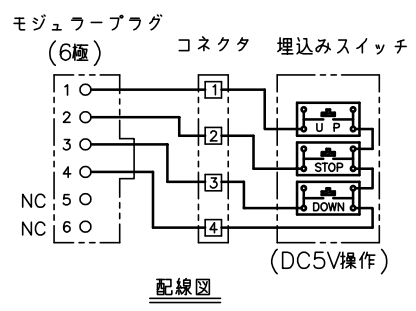 モジュラープラグ
(6極)
コネクタ
埋込みスイッチ
1
2
3
4
NC 5
NC 6
1
2
3
4
UP
STOP
DOWN
(DC5V操作)
配線図